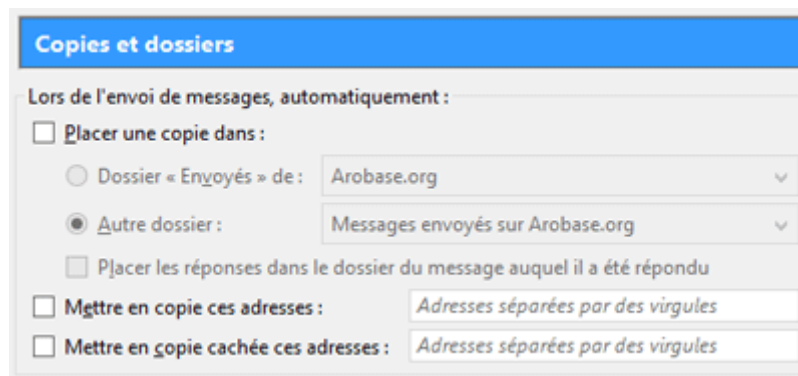 Copies et dossiers
Lors de l'envoi de messages, automatiquement :
Placer une copie dans :
Dossier « Envoyés » de : Arobase.org
Autre dossier : Messages envoyés sur Arobase.org
Placer les réponses dans le dossier du message auquel il a été répondu
Mettre en copie ces adresses : Adresses séparées par des virgules
Mettre en copie cachée ces adresses : Adresses séparées par des virgules